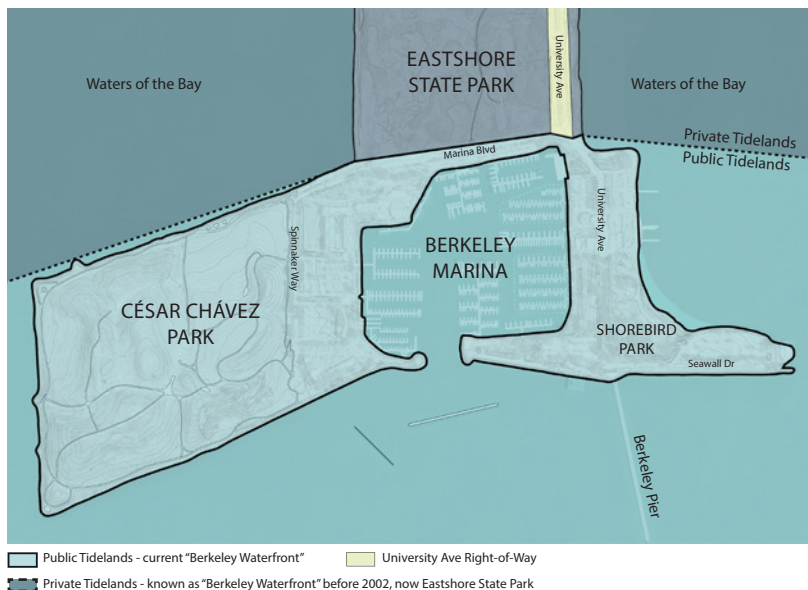 EASTSHORE
STATE PARK
University Ave
Waters of the Bay
Waters of the Bay
Private Tidelands
Public Tidelands
Marina Blvd
University Ave
Spinnaker Way
BERKELEY
MARINA
CÉSAR CHÁVEZ
PARK
SHOREBIRD
PARK
Seawall Dr
Berkeley Pier
Public Tidelands - current “Berkeley Waterfront”
University Ave Right-of-Way
Private Tidelands - known as “Berkeley Waterfront” before 2002, now Eastshore State Park